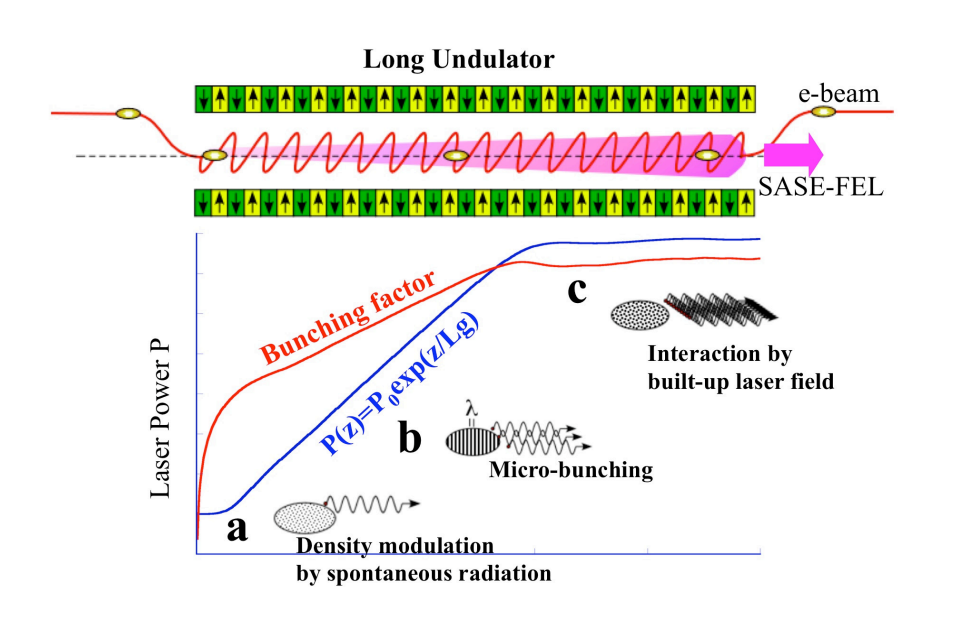 Long Undulator
e-beam
SASE-FEL
Laser Power P
Bunching factor
P(z)=P₀exp(z/Lg)
a
Density modulation
by spontaneous radiation
b
λ
=
Micro-bunching
c
Interaction by
built-up laser field